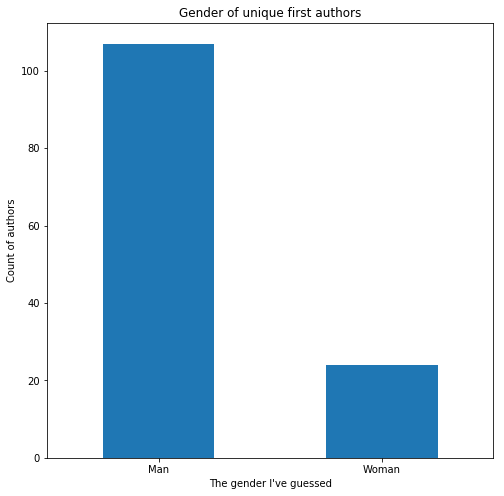 Gender of unique first authors
Count of authors
100
80
60
40
20
0
Man Woman
The gender I've guessed